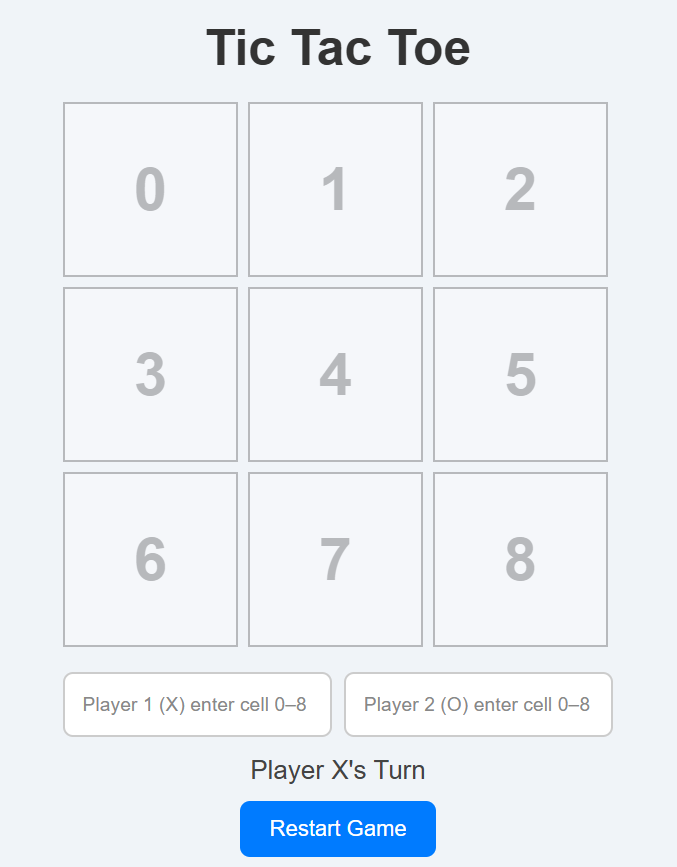 Tic Tac Toe
0 1 2
3 4 5
6 7 8
Player 1 (X) enter cell 0–8 Player 2 (O) enter cell 0–8
Player X's Turn
Restart Game